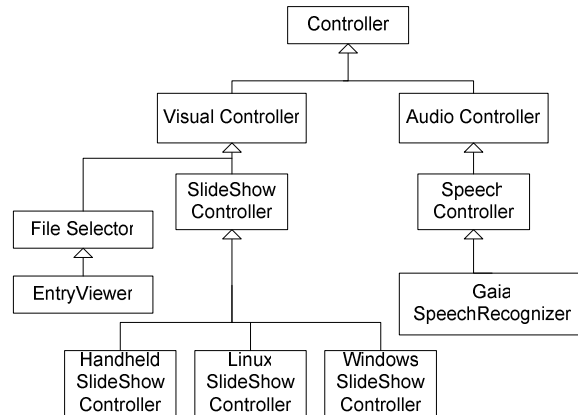 Controller
Visual Controller
Audio Controller
SlideShow
Controller
Speech
Controller
File Selector
EntryViewer
Gaia
SpeechRecognizer
Handheld
SlideShow
Controller
Linux
SlideShow
Controller
Windows
SlideShow
Controller